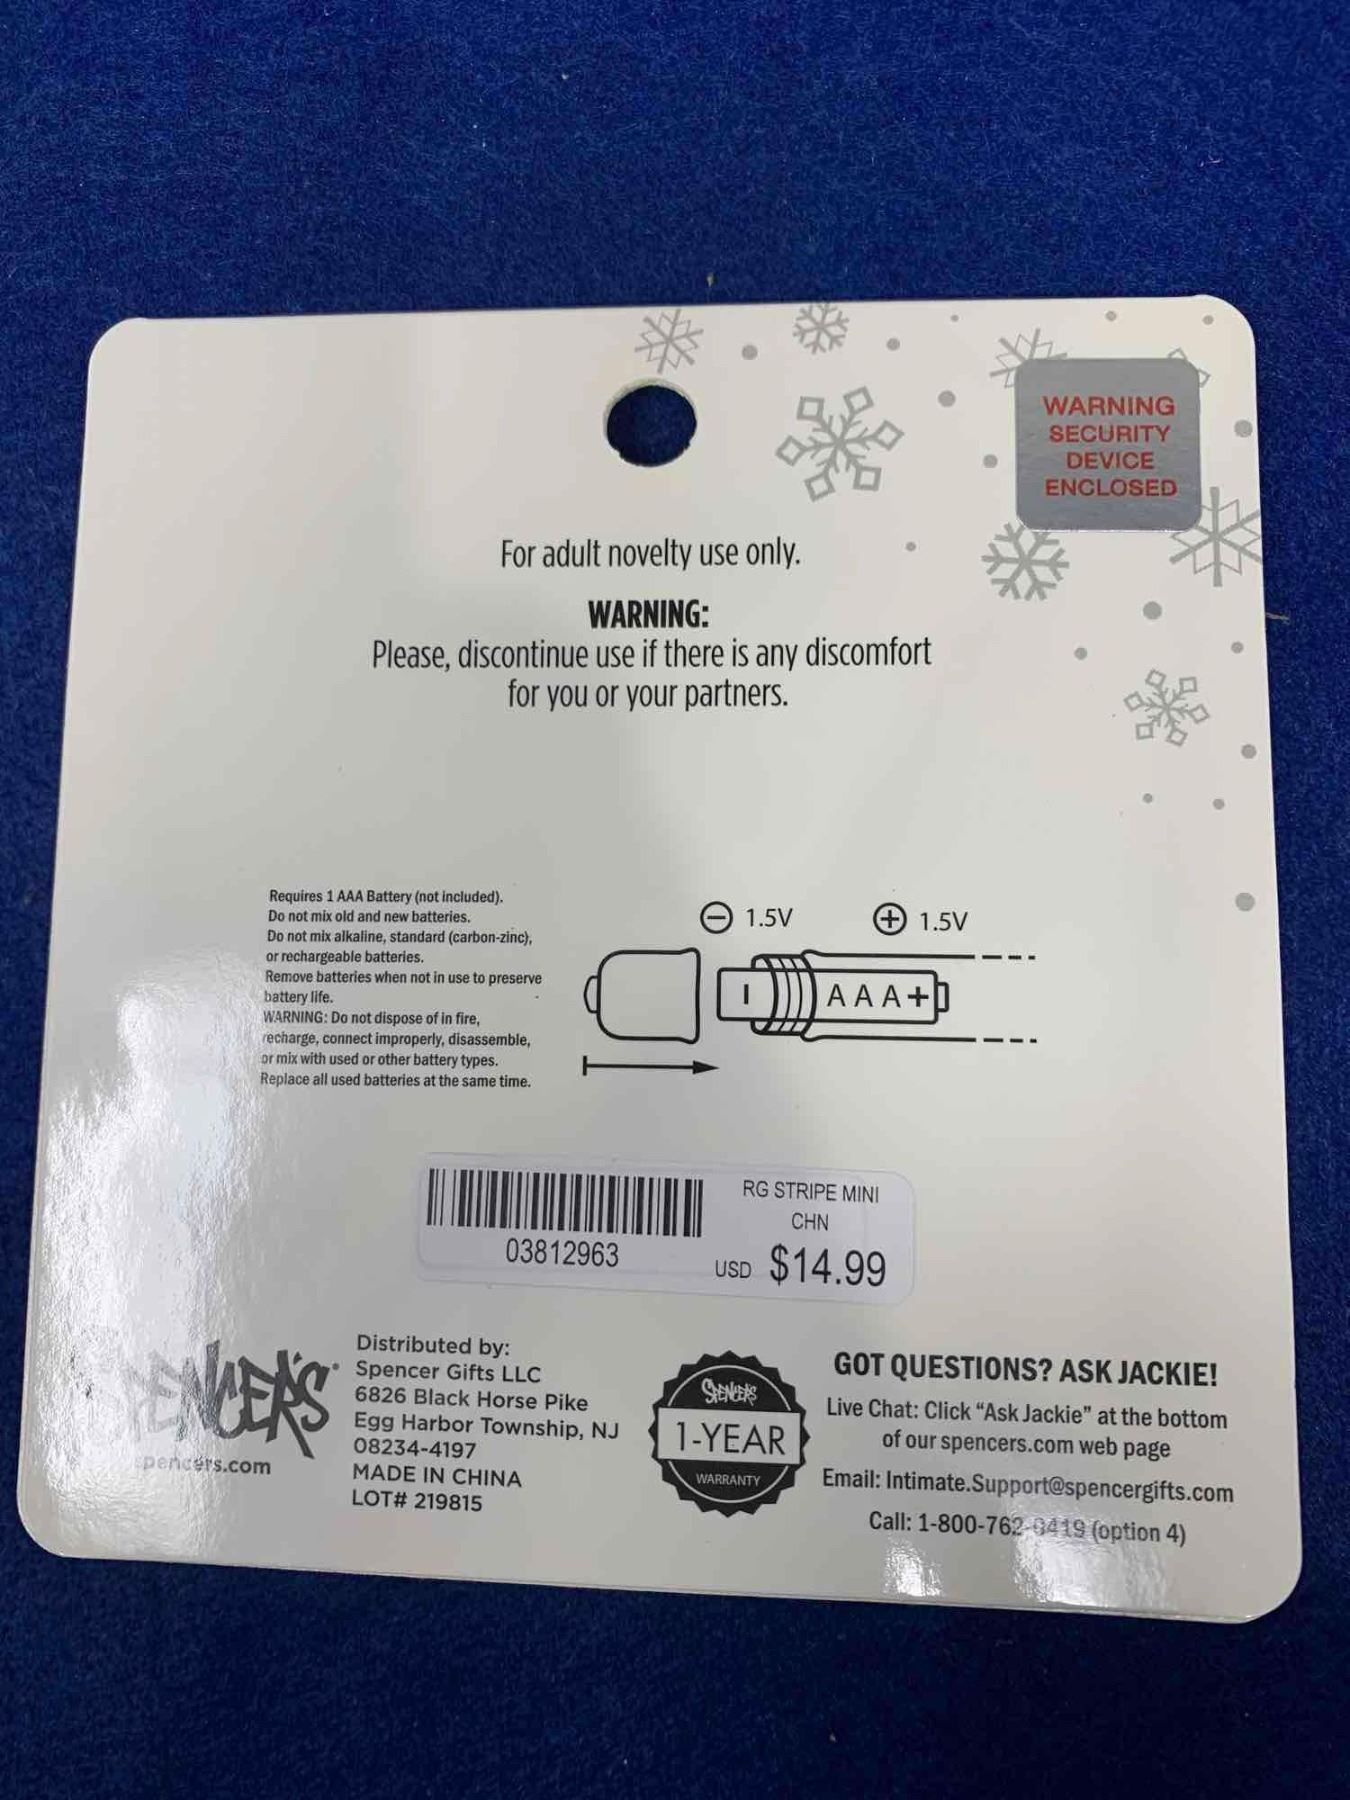 WARNING
SECURITY
DEVICE
ENCLOSED
For adult novelty use only.
WARNING:
Please, discontinue use if there is any discomfort
for you or your partners.
Requires 1 AAA Battery (not included).
Do not mix old and new batteries.
Do not mix alkaline, standard (carbon-zinc),
or rechargeable batteries.
Remove batteries when not in use to preserve
battery life.
WARNING: Do not dispose of in fire,
recharge, connect improperly, disassemble,
or mix with used or other battery types.
Replace all used batteries at the same time.
⊖ 1.5V ⊕ 1.5V
- AAA+
RG STRIPE MINI
CHN
03812963
USD $14.99
SPENCER'S
spencers.com
Distributed by:
Spencer Gifts LLC
6826 Black Horse Pike
Egg Harbor Township, NJ
08234-4197
MADE IN CHINA
LOT# 219815
SPENCER'S
1-YEAR
WARRANTY
GOT QUESTIONS? ASK JACKIE!
Live Chat: Click “Ask Jackie” at the bottom
of our spencers.com web page
Email: Intimate.Support@spencergifts.com
Call: 1-800-762-0419 (option 4)